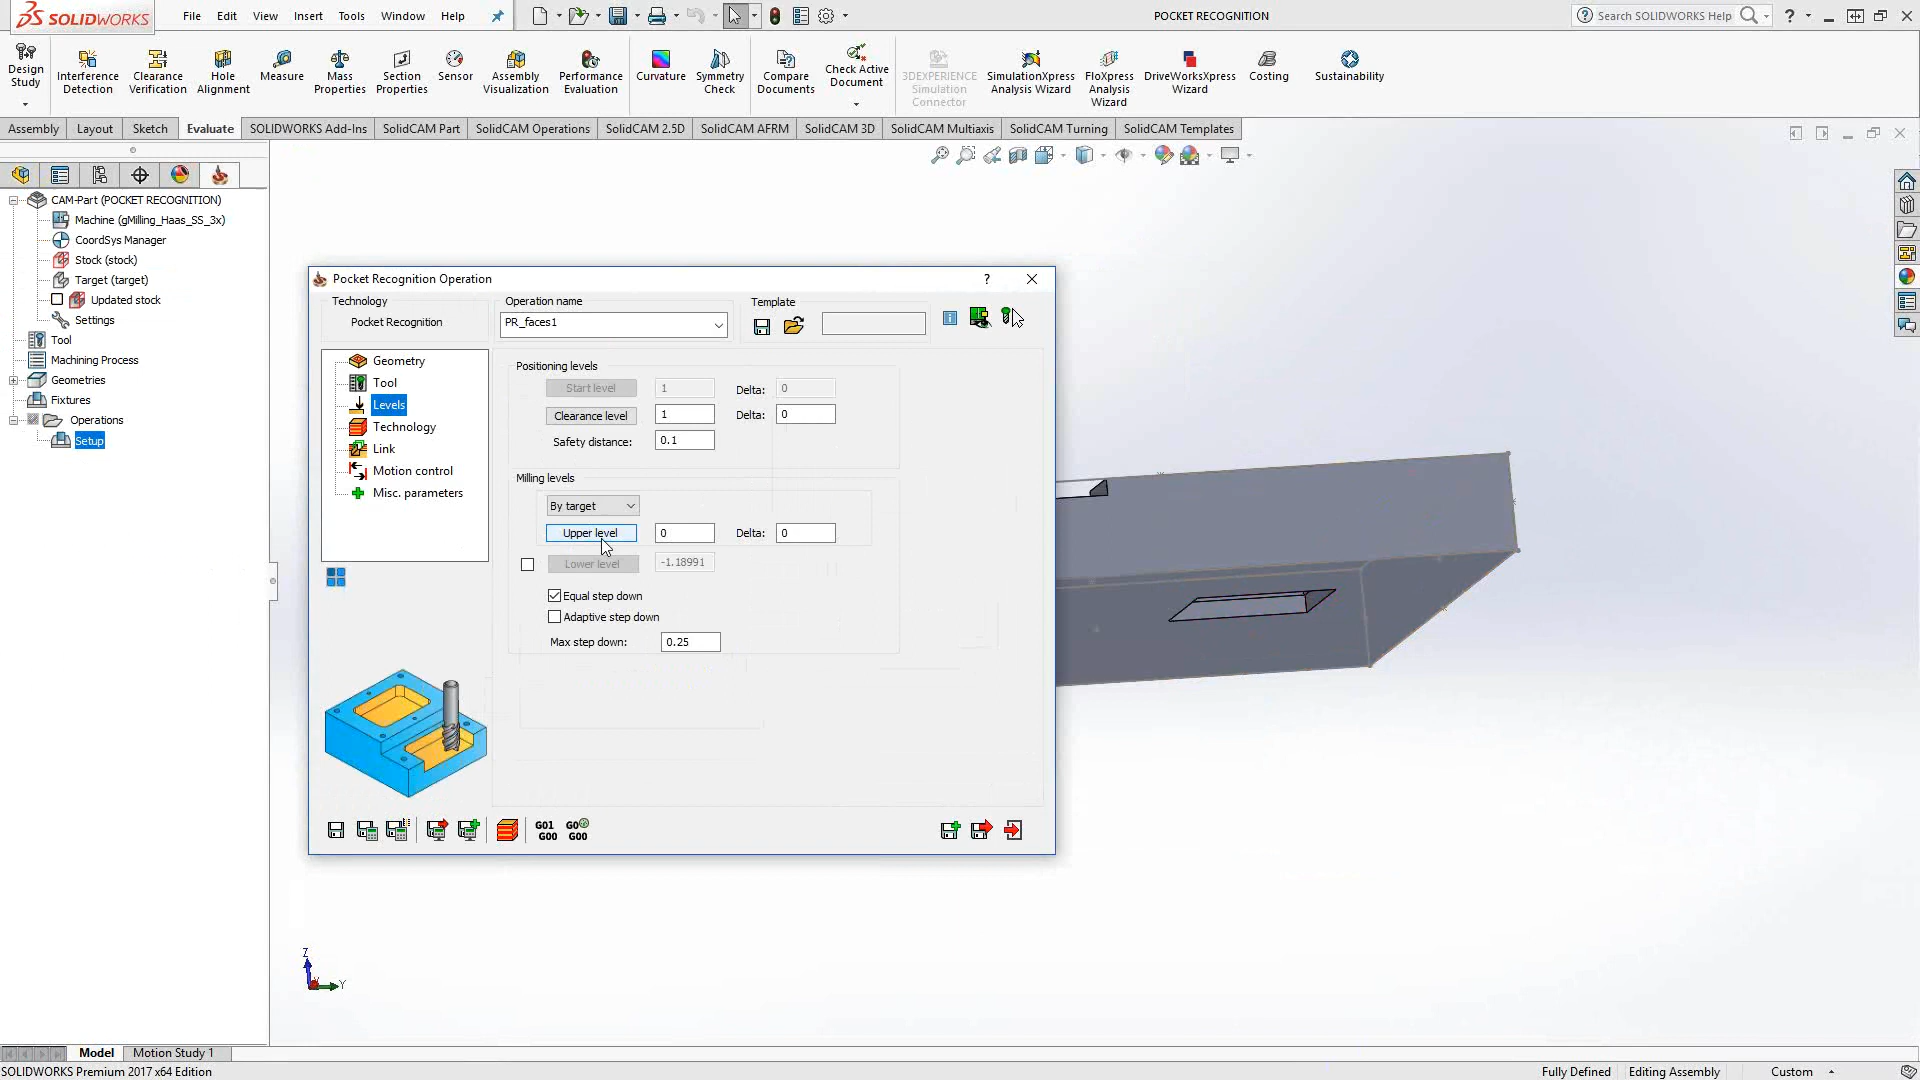 SOLIDWORKS
File Edit View Insert Tools Window Help
POCKET RECOGNITION
Search SOLIDWORKS Help
Design Study
Interference Detection
Clearance Verification
Hole Alignment
Measure
Mass Properties
Section Properties
Sensor
Assembly Visualization
Performance Evaluation
Curvature
Symmetry Check
Compare Documents
Check Active Document
3DEXPERIENCE Simulation Connector
SimulationXpress Analysis Wizard
FloXpress Analysis Wizard
DriveWorksXpress Wizard
Costing
Sustainability
Assembly Layout Sketch Evaluate SOLIDWORKS Add-Ins SolidCAM Part SolidCAM Operations SolidCAM 2.5D SolidCAM AFRM SolidCAM 3D SolidCAM Multiaxis SolidCAM Turning SolidCAM Templates
CAM-Part (POCKET RECOGNITION)
Machine (gMilling_Haas_SS_3x)
CoordSys Manager
Stock (stock)
Target (target)
Updated stock
Settings
Tool
Machining Process
Geometries
Fixtures
Operations
Setup
Pocket Recognition Operation
?
Technology
Pocket Recognition
Operation name
PR_faces1
Template
Geometry
Tool
Levels
Technology
Link
Motion control
Misc. parameters
Positioning levels
Start level 1 Delta: 0
Clearance level 1 Delta: 0
Safety distance: 0.1
Milling levels
By target
Upper level 0 Delta: 0
Lower level -1.18991
Equal step down
Adaptive step down
Max step down: 0.25
G01 G00
G0 G00
Z
Y
Model Motion Study 1
SOLIDWORKS Premium 2017 x64 Edition
Fully Defined Editing Assembly Custom